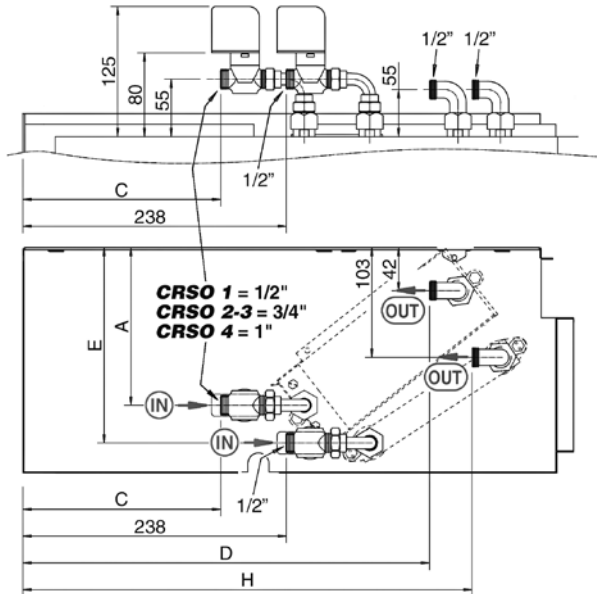 1/2" 1/2"
125
80
55
55
1/2"
C
238
103
42
CRSO 1 = 1/2"
CRSO 2-3 = 3/4"
CRSO 4 = 1"
A
E
OUT
OUT
IN
IN
1/2"
C
238
D
H